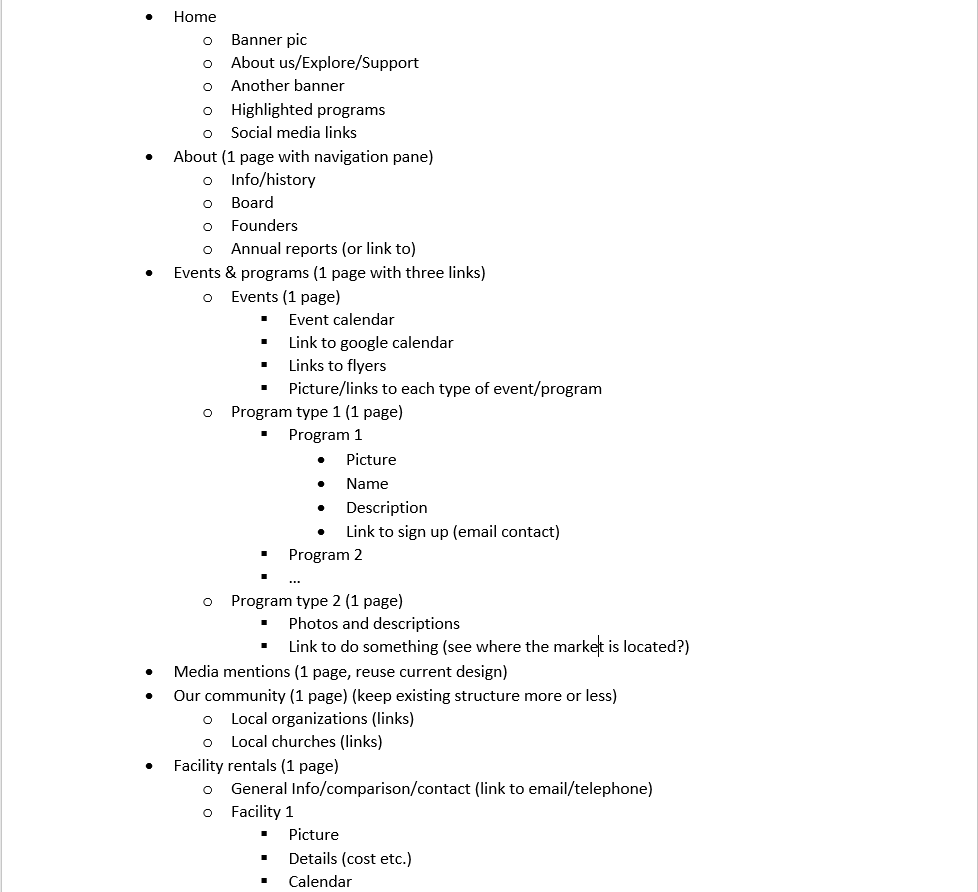 • Home
o Banner pic
o About us/Explore/Support
o Another banner
o Highlighted programs
o Social media links
• About (1 page with navigation pane)
o Info/history
o Board
o Founders
o Annual reports (or link to)
• Events & programs (1 page with three links)
o Events (1 page)
▪ Event calendar
▪ Link to google calendar
▪ Links to flyers
▪ Picture/links to each type of event/program
o Program type 1 (1 page)
▪ Program 1
• Picture
• Name
• Description
• Link to sign up (email contact)
▪ Program 2
▪ ...
o Program type 2 (1 page)
▪ Photos and descriptions
▪ Link to do something (see where the market is located?)
• Media mentions (1 page, reuse current design)
• Our community (1 page) (keep existing structure more or less)
o Local organizations (links)
o Local churches (links)
• Facility rentals (1 page)
o General Info/comparison/contact (link to email/telephone)
o Facility 1
▪ Picture
▪ Details (cost etc.)
▪ Calendar